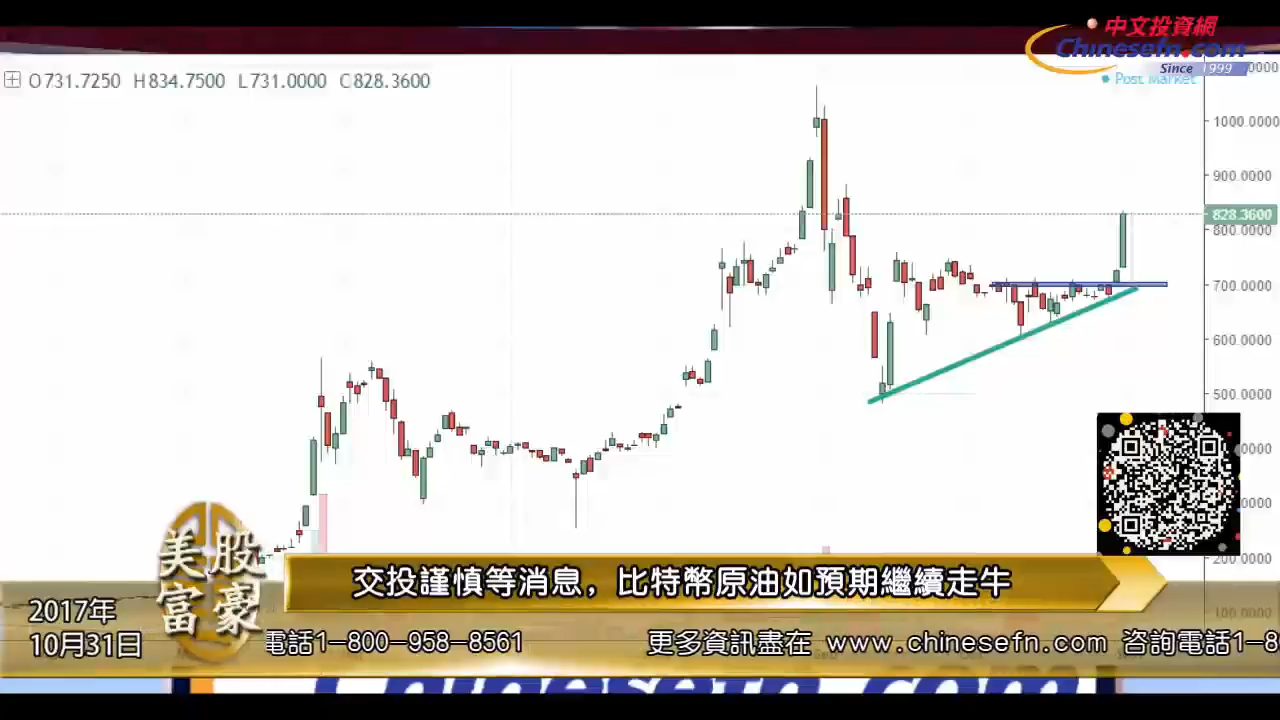 中文投資網
Chinesefn.com
Since 1999
Post Market
O731.7250 H834.7500 L731.0000 C828.3600
1000.0000
900.0000
828.3600
800.0000
700.0000
600.0000
500.0000
200.0000
100.0000
美股
富豪
交投謹慎等消息，比特幣原油如預期繼續走牛
2017年
10月31日
電話1-800-958-8561 更多資訊盡在 www.chinesefn.com 咨詢電話1-8
Chinesefn.com